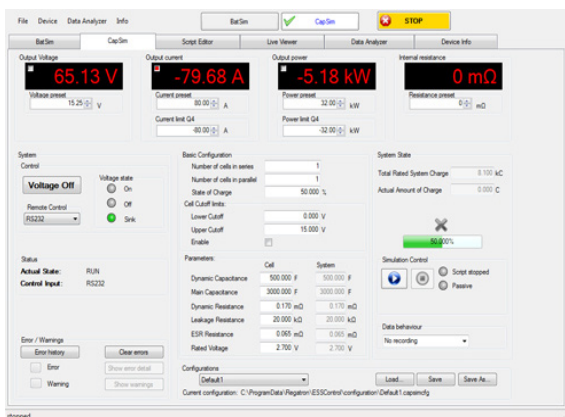 File Device Data Analyzer Info BatSim CapSim STOP
BatSim CapSim Script Editor Live Viewer Data Analyzer Device Info
Output Voltage Output current Output power Internal resistance
65.13 V -79.68 A -5.18 kW 0 mΩ
Voltage preset Current preset Power preset Resistance preset
15.25 V 80.00 A 32.00 kW 0 mΩ
Current limit Q4 Power limit Q4
-80.00 A -32.00 kW
System Basic Configuration System State
Control Number of cells in series 1 Total Rated System Charge 8.100 kC
Voltage Off Voltage state Number of cells in parallel 1
On State of Charge 50.000 % Actual Amount of Charge 0.000 C
Remote Control Off Cell Cutoff limits:
RS232 Sink Lower Cutoff 0.000 V
Upper Cutoff 15.000 V
Enable 50.000%
Status Parameters: Cell System Simulation Control
Actual State: RUN Dynamic Capacitance 500.000 F 500.000 F Script stopped
Control Input: RS232 Main Capacitance 3000.000 F 3000.000 F Passive
Dynamic Resistance 0.170 mΩ 0.170 mΩ
Leakage Resistance 20.000 kΩ 20.000 kΩ
ESR Resistance 0.065 mΩ 0.065 mΩ Data behaviour
Error / Warnings Rated Voltage 2.700 V 2.700 V No recording
Error history Clear errors
Error Show error detail Configurations
Warning Show warnings Default1 Load... Save Save As...
Current configuration: C:\ProgramData\Regatron\ESSControl\configuration\Default1.capsimcfg
stopped